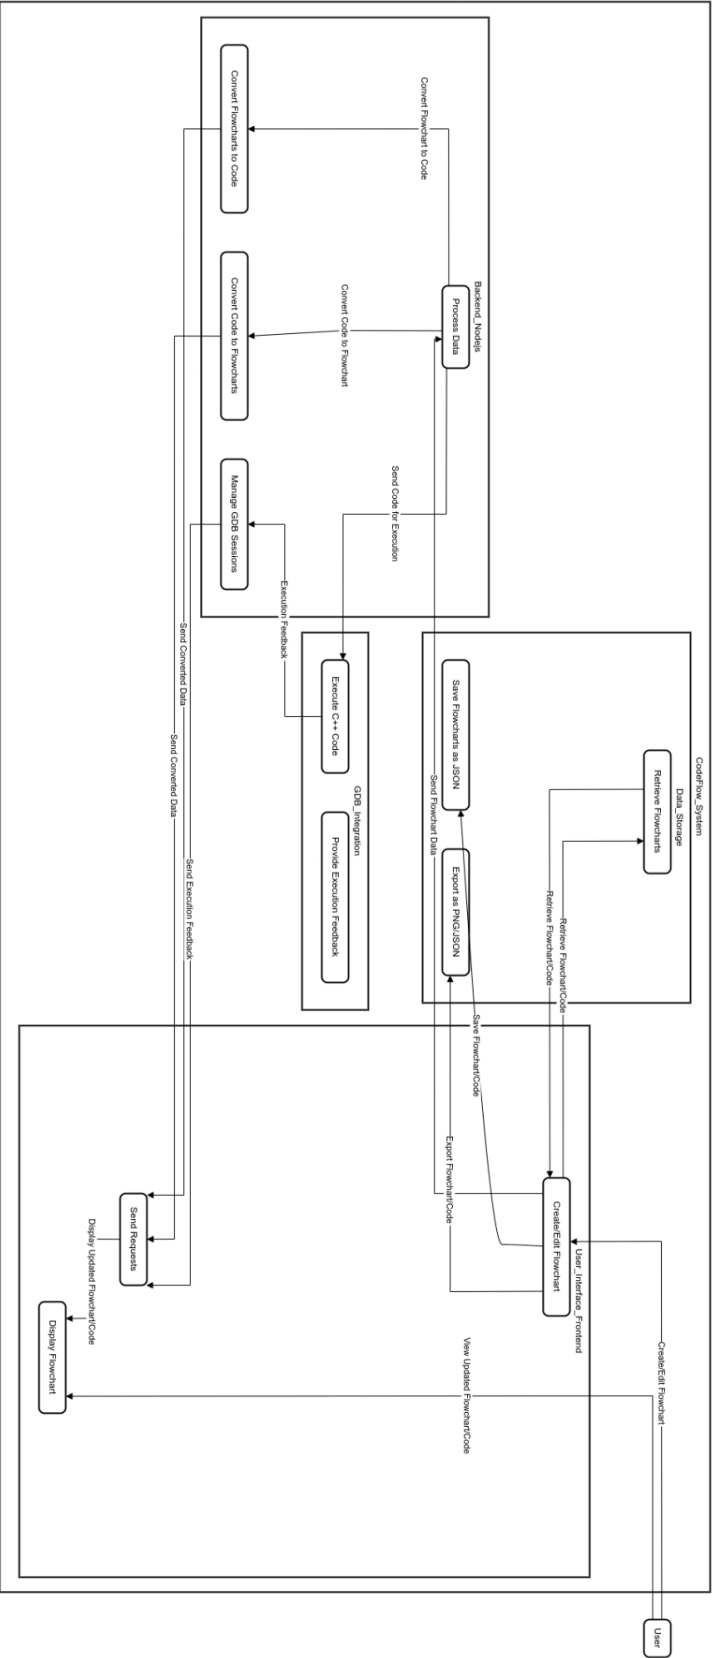 User
CodeFlow_System
Create/Edit Flowchart
Data_Storage
Retrieve Flowcharts
User_Interface_Frontend
Create/Edit Flowchart
Retrieve Flowchart/Code
Retrieve Flowchart/Code
Backend_Nodejs
Process Data
Save Flowcharts as JSON
Export as PNG/JSON
Save Flowchart/Code
View Updated Flowchart/Code
Export Flowchart/Code
Send Flowchart Data
Convert Flowchart to Code
Send Code for Execution
GDB_Integration
Convert Code to Flowchart
Execute C++ Code
Provide Execution Feedback
Execution Feedback
Convert Flowcharts to Code
Convert Code to Flowcharts
Manage GDB Sessions
Send Execution Feedback
Send Converted Data
Send Converted Data
Send Requests
Display Updated Flowchart/Code
Display Flowchart